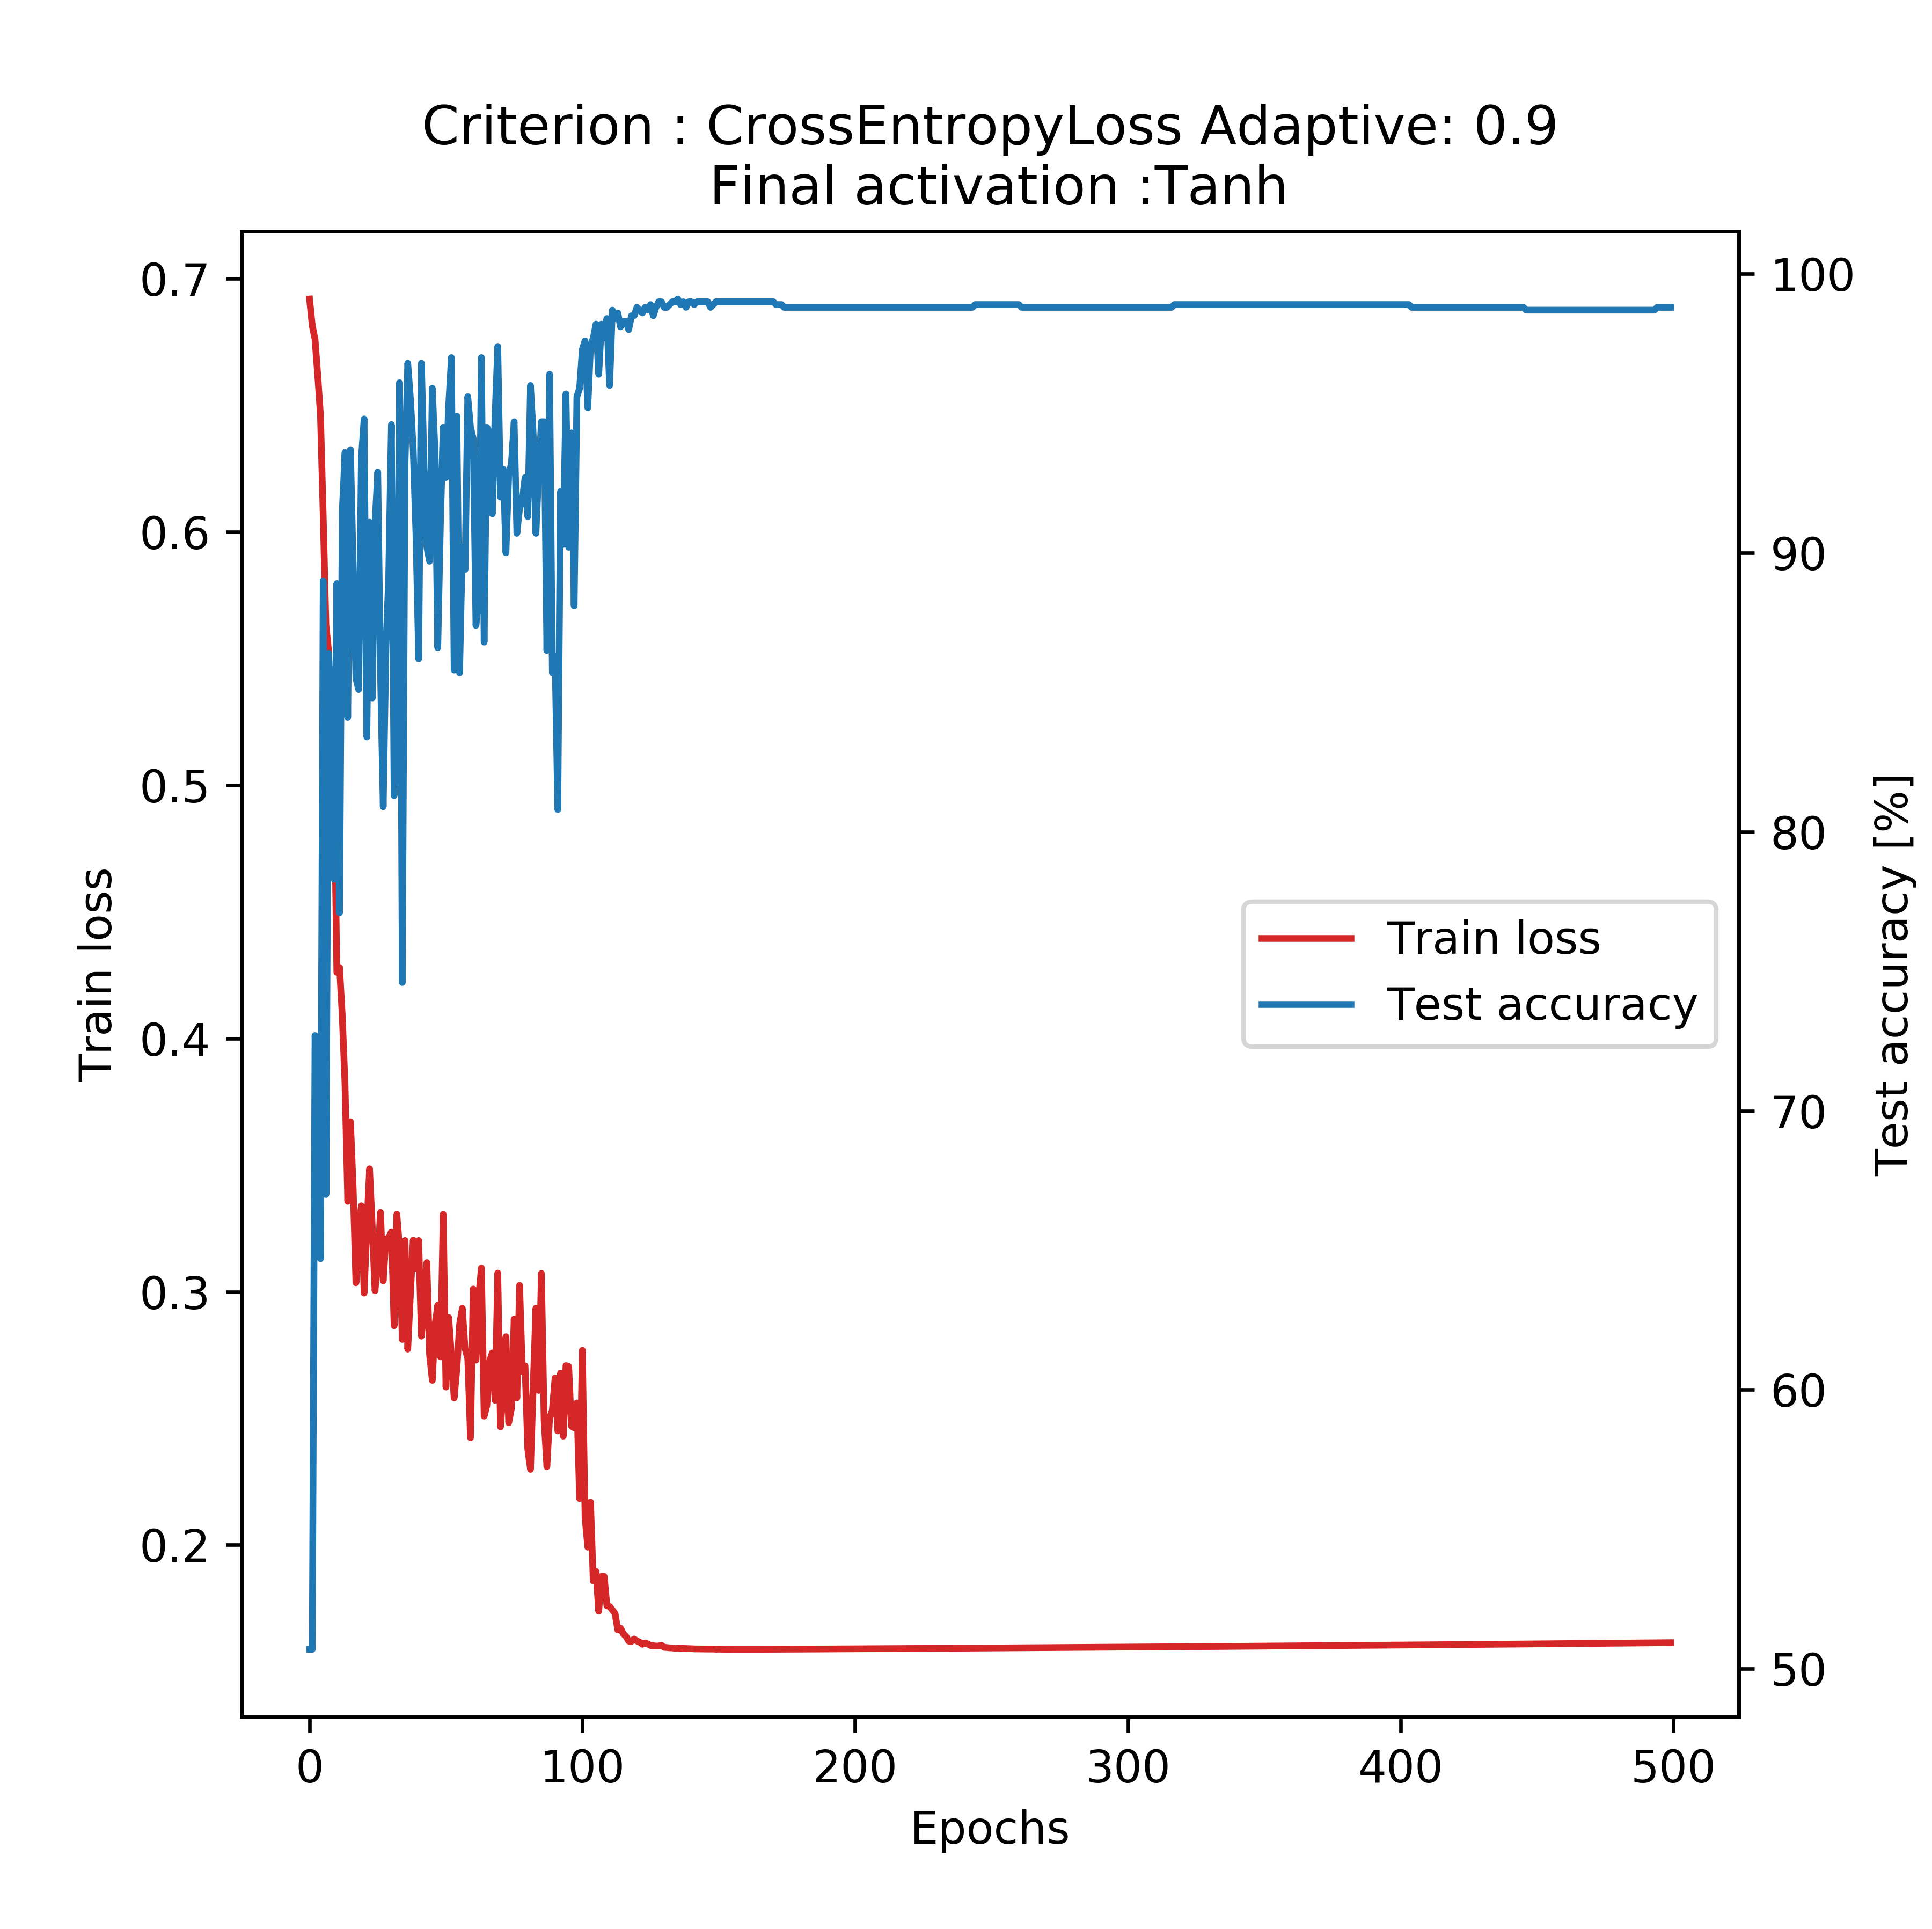 Criterion : CrossEntropyLoss Adaptive: 0.9
Final activation :Tanh
0.7
0.6
0.5
0.4
0.3
0.2
Train loss
100
90
80
70
60
50
Test accuracy [%]
Train loss
Test accuracy
0 100 200 300 400 500
Epochs